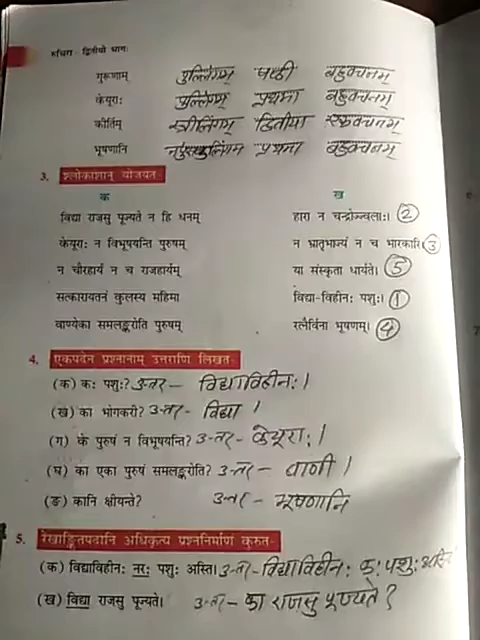 रुचिरा - द्वितीयो भागः
गुरूणाम् पुल्लिंगम् षष्ठी बहुवचनम्
केयूराः पुल्लिंगम् प्रथमा बहुवचनम्
कीर्तिम् स्त्रीलिंगम् द्वितीया एकवचनम्
भूषणानि नपुंसकलिंगम प्रथमा बहुवचनम्
3. श्लोकांशान् योजयत-
क ख
विद्या राजसु पूज्यते न हि धनम् हारा न चन्द्रोज्ज्वलाः। 2
केयूराः न विभूषयन्ति पुरुषम् न भ्रातृभाज्यं न च भारकारि। 3
न चौरहार्यं न च राजहार्यम् या संस्कृता धार्यते। 5
सत्कारायतनं कुलस्य महिमा विद्या-विहीनः पशुः। 1
वाण्येका समलङ्करोति पुरुषम् रत्नैर्विना भूषणम्। 4
4. एकपदेन प्रश्नानाम् उत्तराणि लिखत-
(क) कः पशुः? उत्तर – विद्याविहीनः।
(ख) का भोगकरी? उत्तर - विद्या।
(ग) के पुरुषं न विभूषयन्ति? उत्तर - केयूराः।
(घ) का एका पुरुषं समलङ्करोति? उत्तर – वाणी।
(ङ) कानि क्षीयन्ते? उत्तर – भूषणानि
5. रेखाङ्कितपदानि अधिकृत्य प्रश्ननिर्माणं कुरुत-
(क) विद्याविहीनः नरः पशुः अस्ति। उत्तर – विद्याविहीनः कः पशुः अस्ति
(ख) विद्या राजसु पूज्यते। उत्तर – का राजसु पूज्यते?